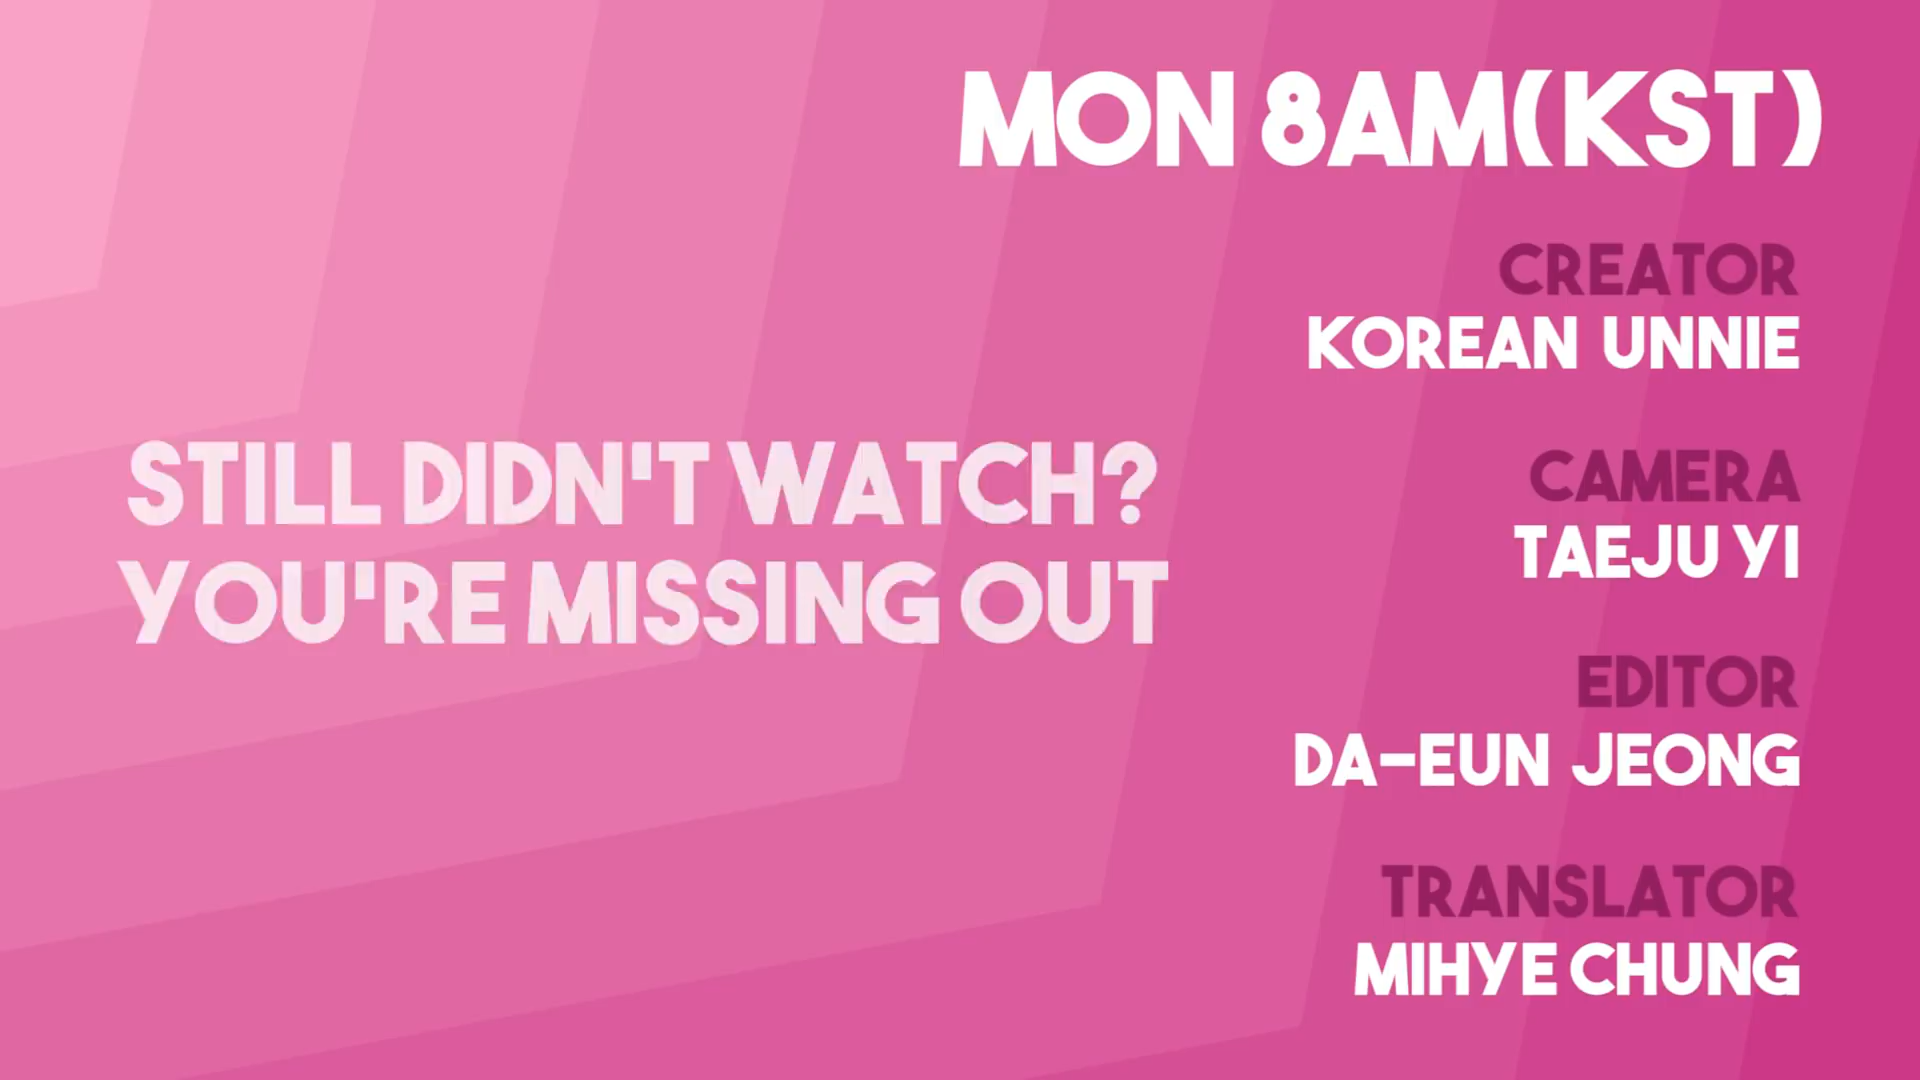 MON 8AM(KST)
CREATOR
KOREAN UNNIE
CAMERA
TAEJU YI
EDITOR
DA-EUN JEONG
TRANSLATOR
MIHYE CHUNG
STILL DIDN'T WATCH?
YOU'RE MISSING OUT